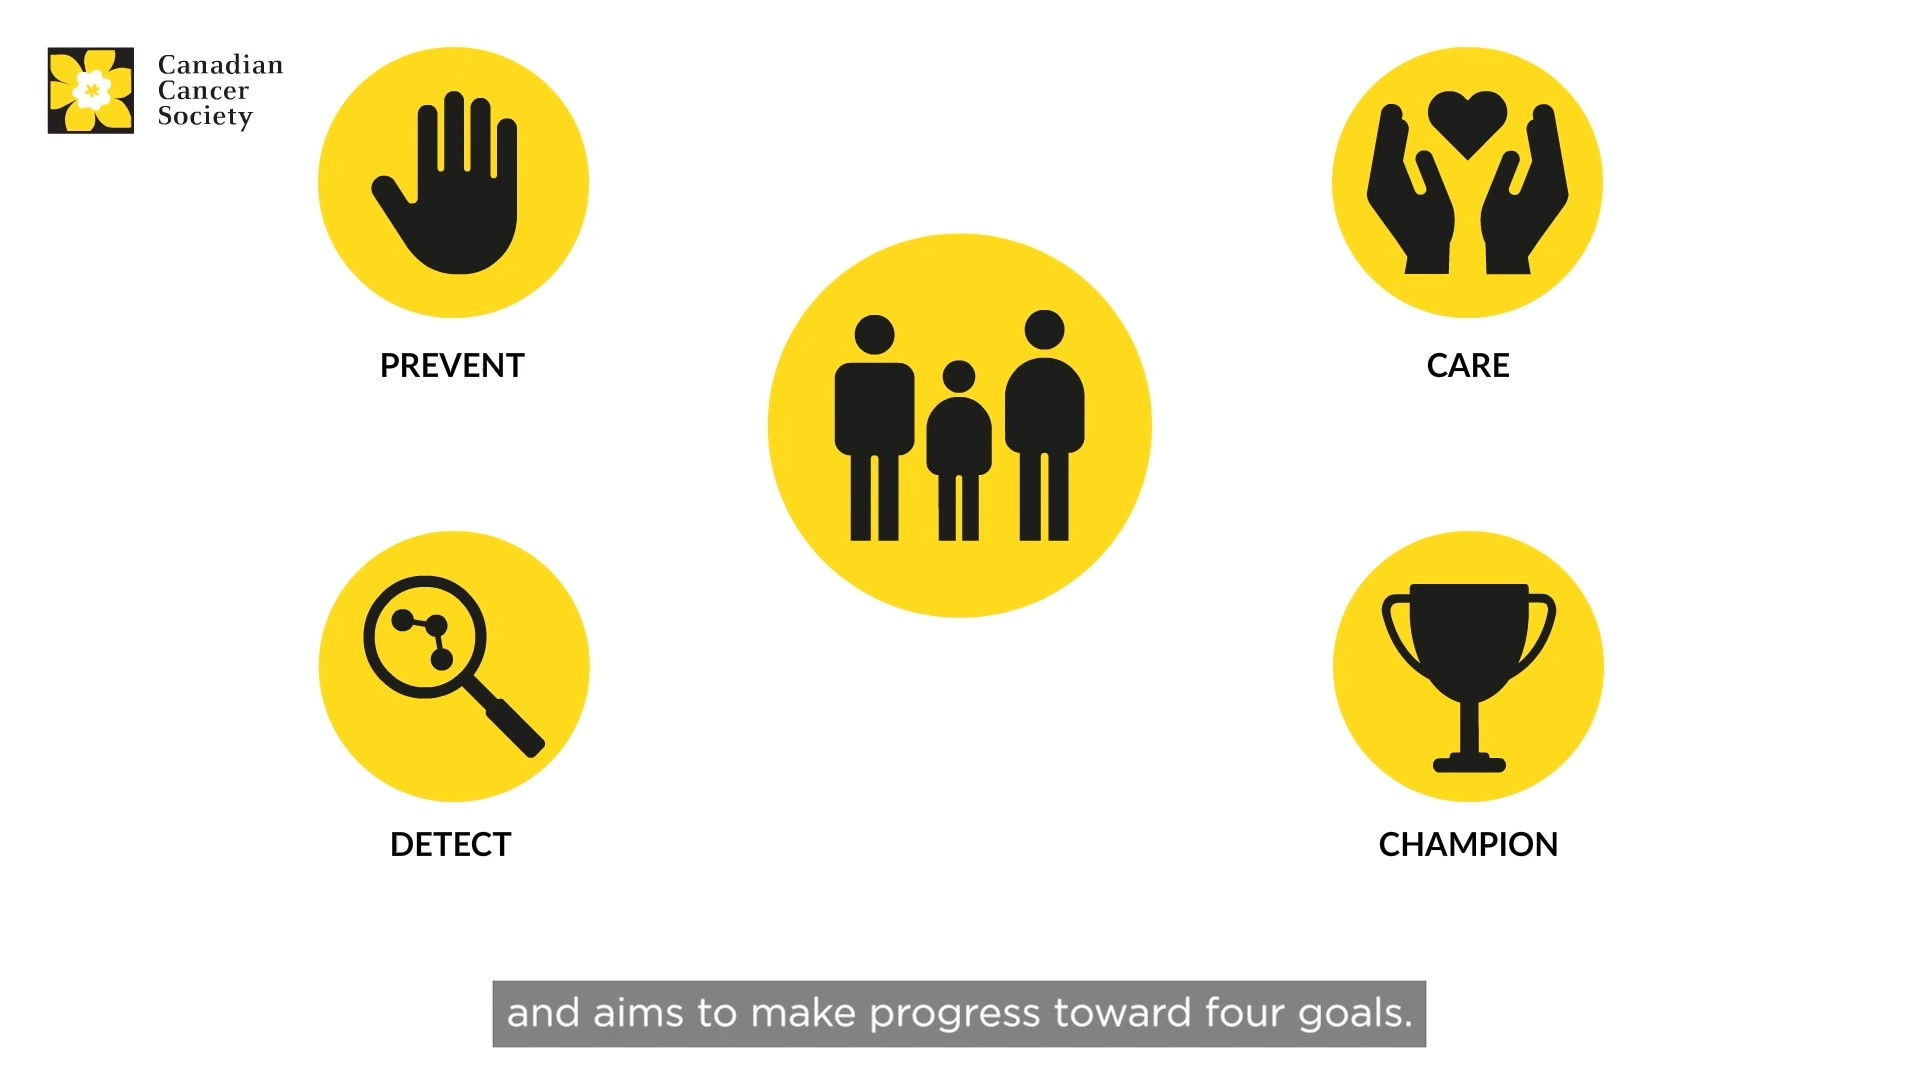 Canadian
Cancer
Society
PREVENT
CARE
DETECT
CHAMPION
and aims to make progress toward four goals.